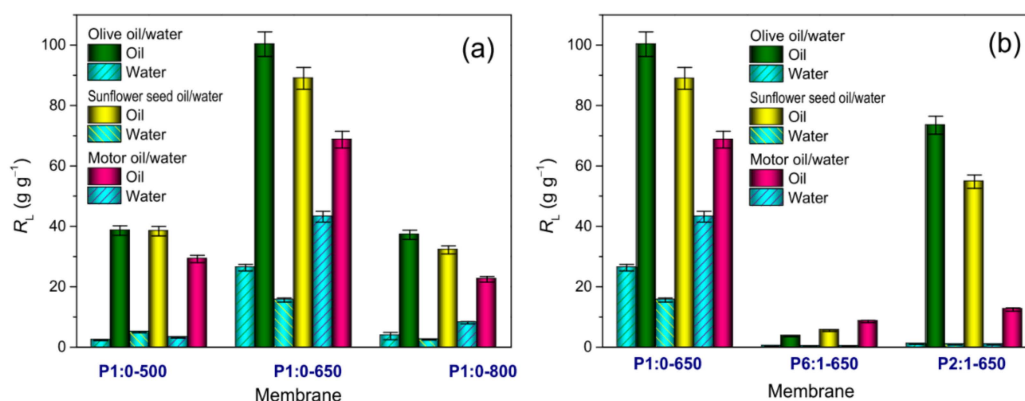 (a)
Olive oil/water
Oil
Water
Sunflower seed oil/water
Oil
Water
Motor oil/water
Oil
Water
100
80
60
40
20
0
R_L (g g⁻¹)
P1:0-500 P1:0-650 P1:0-800
Membrane
(b)
Olive oil/water
Oil
Water
Sunflower seed oil/water
Oil
Water
Motor oil/water
Oil
Water
100
80
60
40
20
0
R_L (g g⁻¹)
P1:0-650 P6:1-650 P2:1-650
Membrane